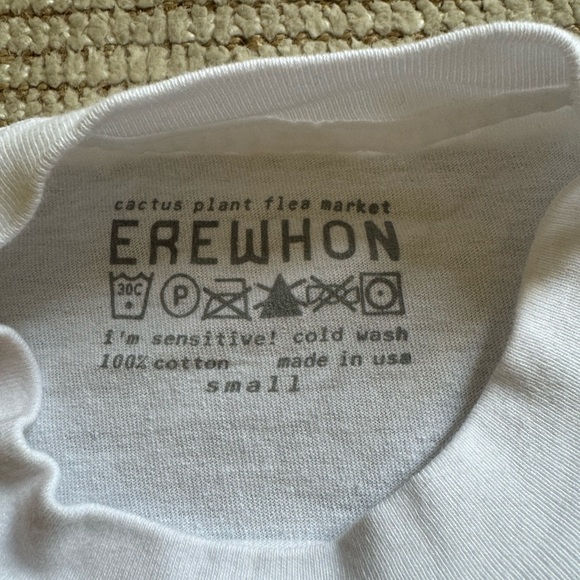 cactus plant flea market
EREWHON
30C P
i'm sensitive! cold wash
100% cotton made in usa
small